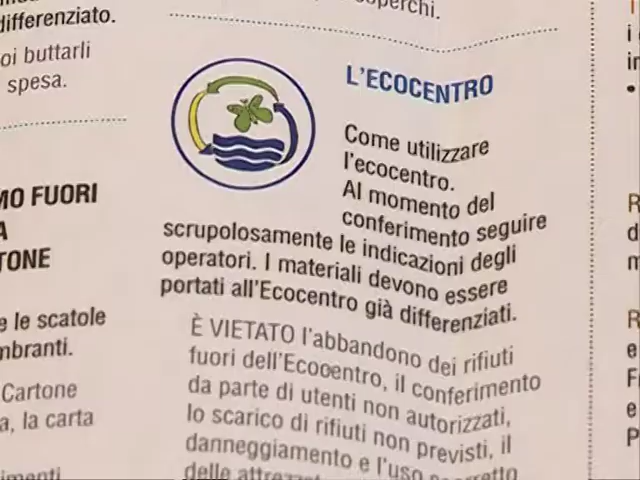 differenziato.
oi buttarli
spesa.
MO FUORI
A
TONE
e le scatole
mbranti.
Cartone
a, la carta
imenti
perchi.
L'ECOCENTRO
Come utilizzare
l'ecocentro.
Al momento del
conferimento seguire
scrupolosamente le indicazioni degli
operatori. I materiali devono essere
portati all'Ecocentro già differenziati.
È VIETATO l'abbandono dei rifiuti
fuori dell'Ecocentro, il conferimento
da parte di utenti non autorizzati,
lo scarico di rifiuti non previsti, il
danneggiamento e l'uso
delle